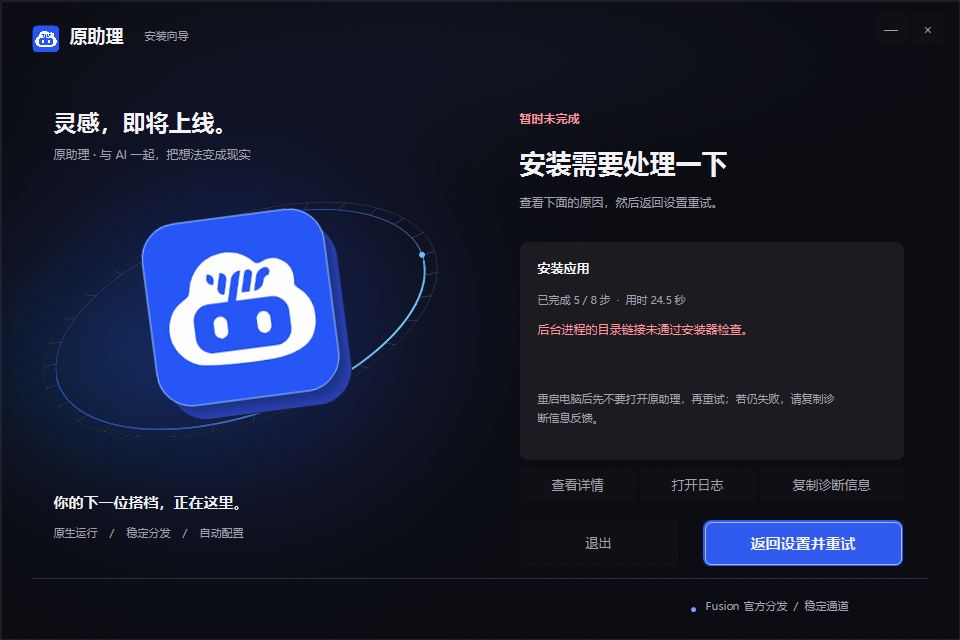 原助理
安装向导
灵感，即将上线。
原助理 · 与 AI 一起，把想法变成现实
你的下一位搭档，正在这里。
原生运行 / 稳定分发 / 自动配置
暂时未完成
安装需要处理一下
查看下面的原因，然后返回设置重试。
安装应用
已完成 5 / 8 步 · 用时 24.5 秒
后台进程的目录链接未通过安装器检查。
重启电脑后先不要打开原助理，再重试；若仍失败，请复制诊
断信息反馈。
查看详情
打开日志
复制诊断信息
退出
返回设置并重试
Fusion 官方分发 / 稳定通道